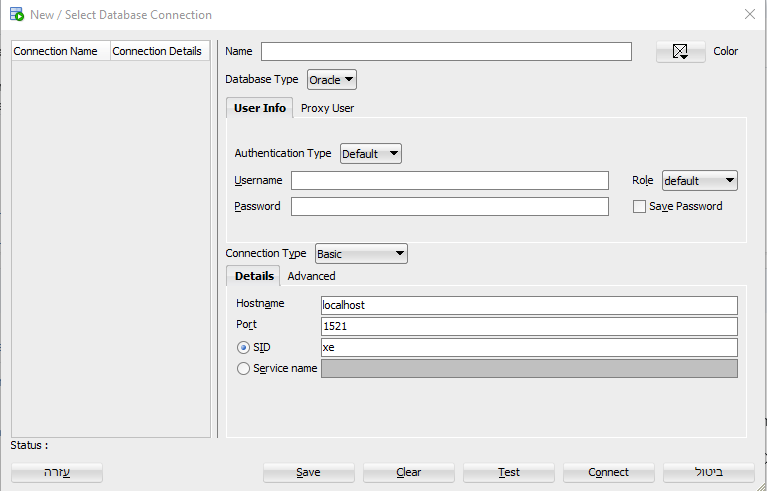 New / Select Database Connection
Connection Name Connection Details
Name Color
Database Type Oracle
User Info Proxy User
Authentication Type Default
Username Role default
Password Save Password
Connection Type Basic
Details Advanced
Hostname localhost
Port 1521
SID xe
Service name
Status :
עזרה Save Clear Test Connect ביטול